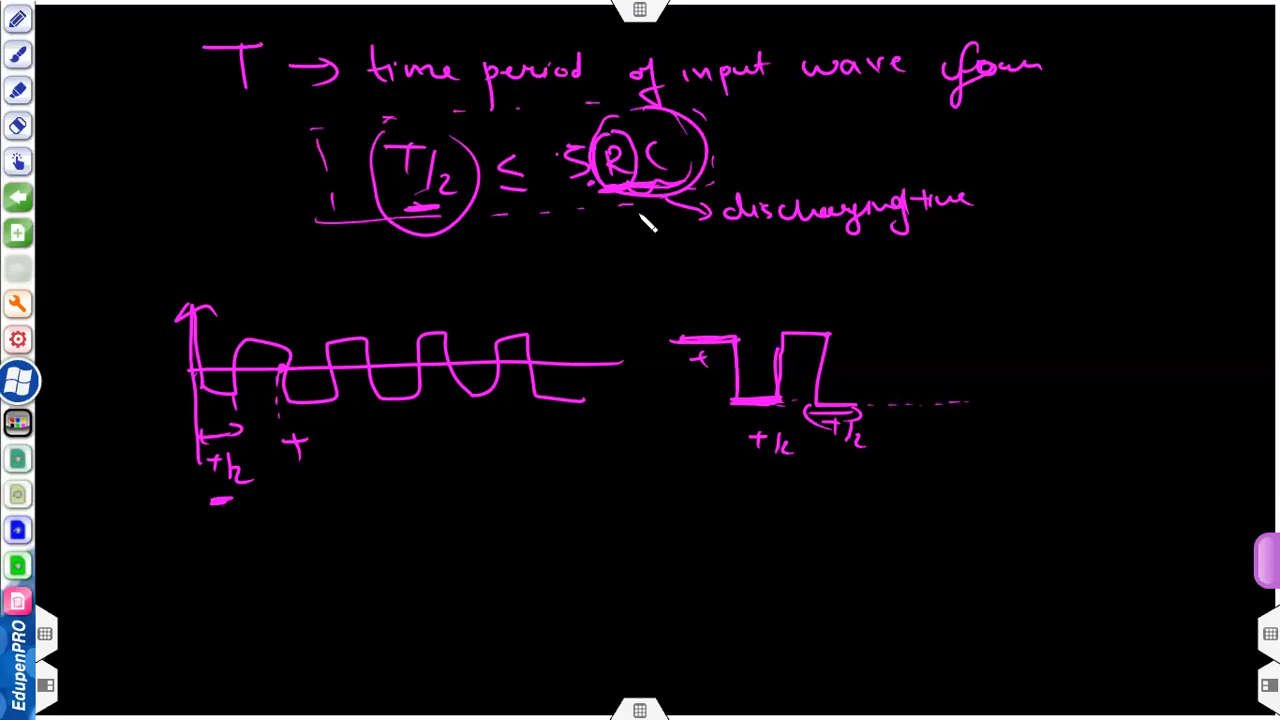 T → time period of input wave form
T/2 ≤ 5RC
→ discharging time
+
T/2
T
T/2
T/2
EdupenPRO